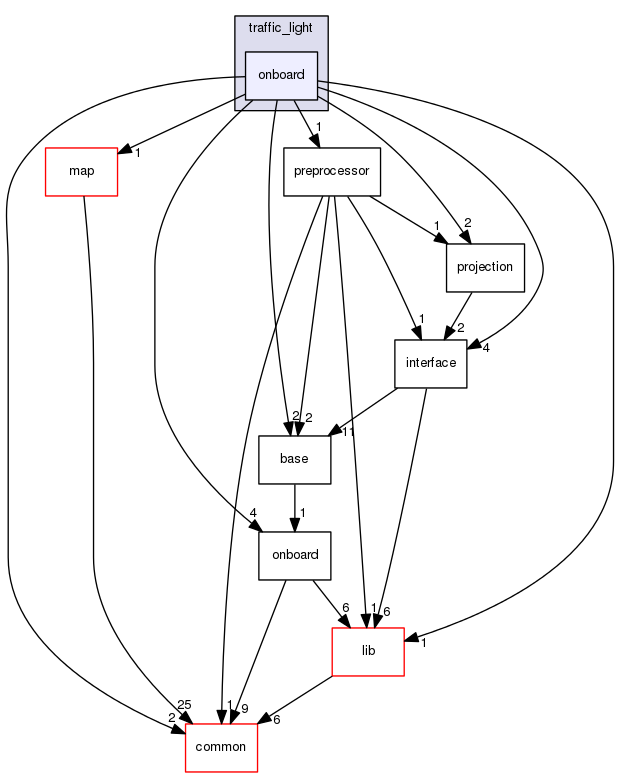 traffic_light
onboard
1
1
map
preprocessor
1
2
projection
1
2
4
interface
2
2
11
base
4
1
onboard
6
1
6
1
lib
25
2
1
9
6
common